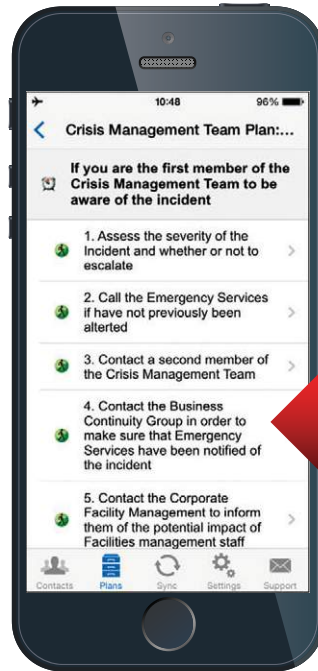 10:48
96%
Crisis Management Team Plan:...
If you are the first member of the
Crisis Management Team to be
aware of the incident
1. Assess the severity of the
Incident and whether or not to
escalate
2. Call the Emergency Services
if have not previously been
alterted
3. Contact a second member of
the Crisis Management Team
4. Contact the Business
Continuity Group in order to
make sure that Emergency
Services have been notified of
the incident
5. Contact the Corporate
Facility Management to inform
them of the potential impact of
Facilities management staff
Contacts
Plans
Sync
Settings
Support